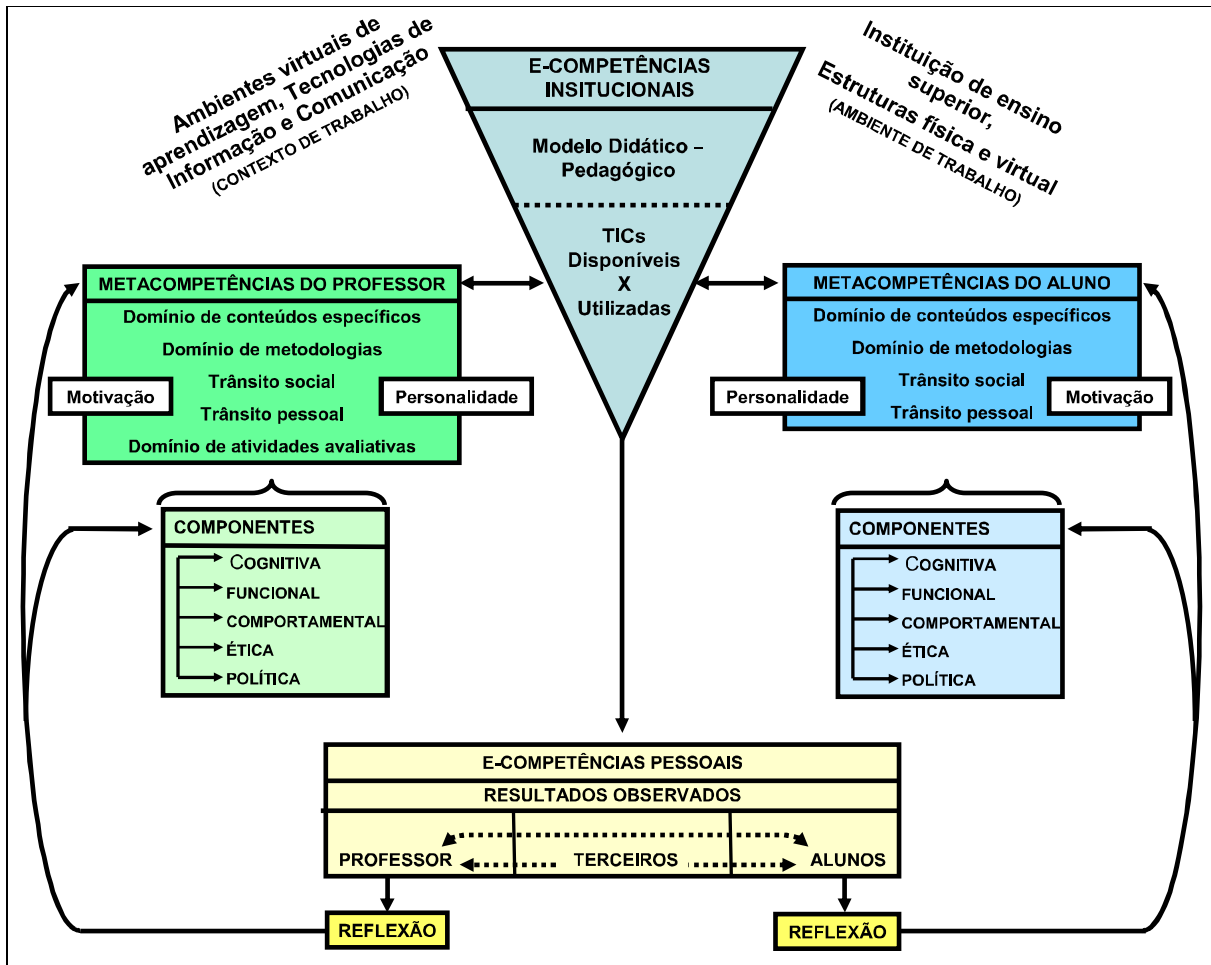 Ambientes virtuais de
aprendizagem, Tecnologias de
Informação e Comunicação
(CONTEXTO DE TRABALHO)
Instituição de ensino
superior,
Estruturas física e virtual
(AMBIENTE DE TRABALHO)
E-COMPETÊNCIAS
INSITUCIONAIS
Modelo Didático –
Pedagógico
TICs
Disponíveis
X
Utilizadas
METACOMPETÊNCIAS DO PROFESSOR
Domínio de conteúdos específicos
Domínio de metodologias
Trânsito social
Trânsito pessoal
Domínio de atividades avaliativas
Motivação
Personalidade
METACOMPETÊNCIAS DO ALUNO
Domínio de conteúdos específicos
Domínio de metodologias
Trânsito social
Trânsito pessoal
Personalidade
Motivação
COMPONENTES
COGNITIVA
FUNCIONAL
COMPORTAMENTAL
ÉTICA
POLÍTICA
COMPONENTES
COGNITIVA
FUNCIONAL
COMPORTAMENTAL
ÉTICA
POLÍTICA
E-COMPETÊNCIAS PESSOAIS
RESULTADOS OBSERVADOS
PROFESSOR
TERCEIROS
ALUNOS
REFLEXÃO
REFLEXÃO